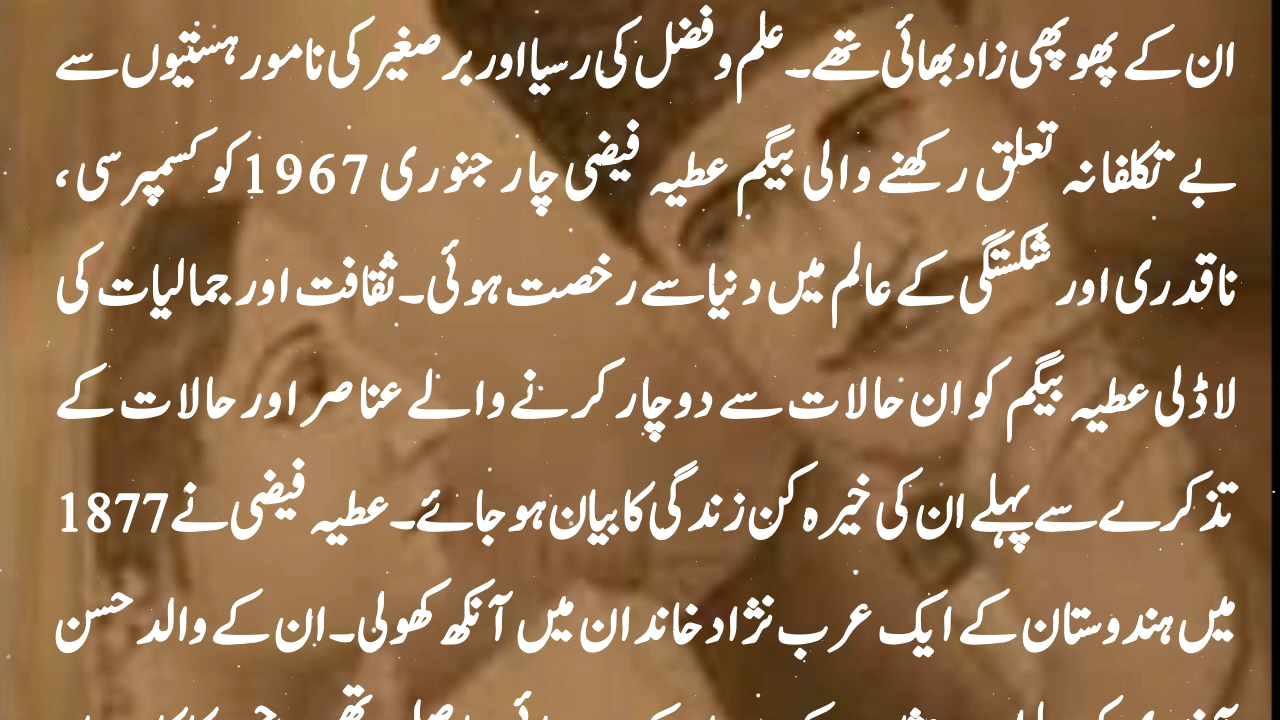 ان کے پھوپھی زاد بھائی تھے۔ علم و فضل کی رسیا اور برصغیر کی نامور ہستیوں سے
بے تکلفانہ تعلق رکھنے والی بیگم عطیہ فیضی چار جنوری 1967 کو کسمپرسی،
ناقدری اور شکستگی کے عالم میں دنیا سے رخصت ہوئی۔ ثقافت اور جمالیات کی
لاڈلی عطیہ بیگم کو ان حالات سے دوچار کرنے والے عناصر اور حالات کے
تذکرے سے پہلے ان کی خیرہ کن زندگی کا بیان ہو جائے۔ عطیہ فیضی نے 1877
میں ہندوستان کے ایک عرب نژاد خاندان میں آنکھ کھولی۔ ان کے والد حسن